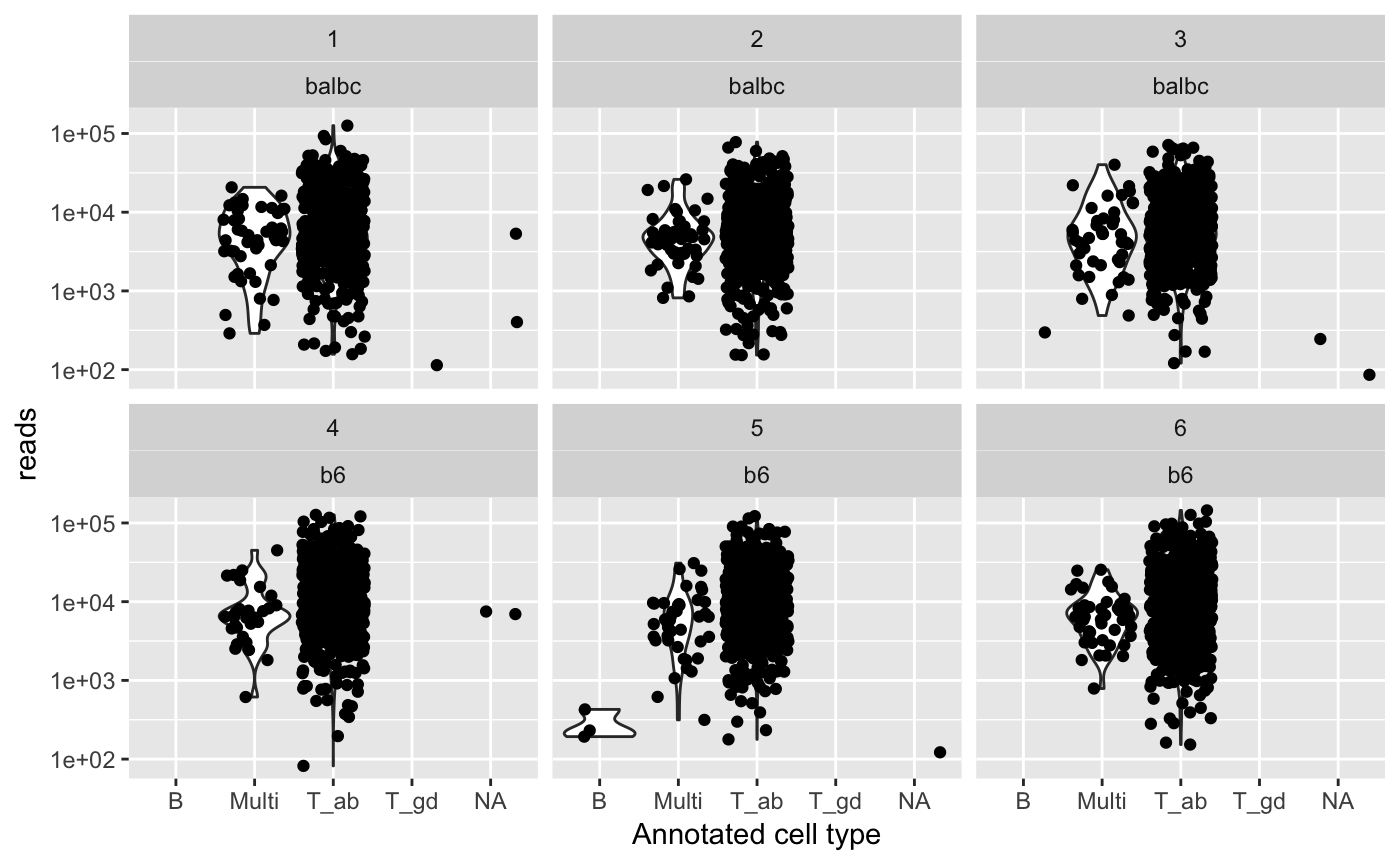 1 2 3
balbc balbc balbc
1e+05
1e+04
1e+03
1e+02
4 5 6
b6 b6 b6
reads
1e+05
1e+04
1e+03
1e+02
B Multi T_ab T_gd NA B Multi T_ab T_gd NA B Multi T_ab T_gd NA
Annotated cell type